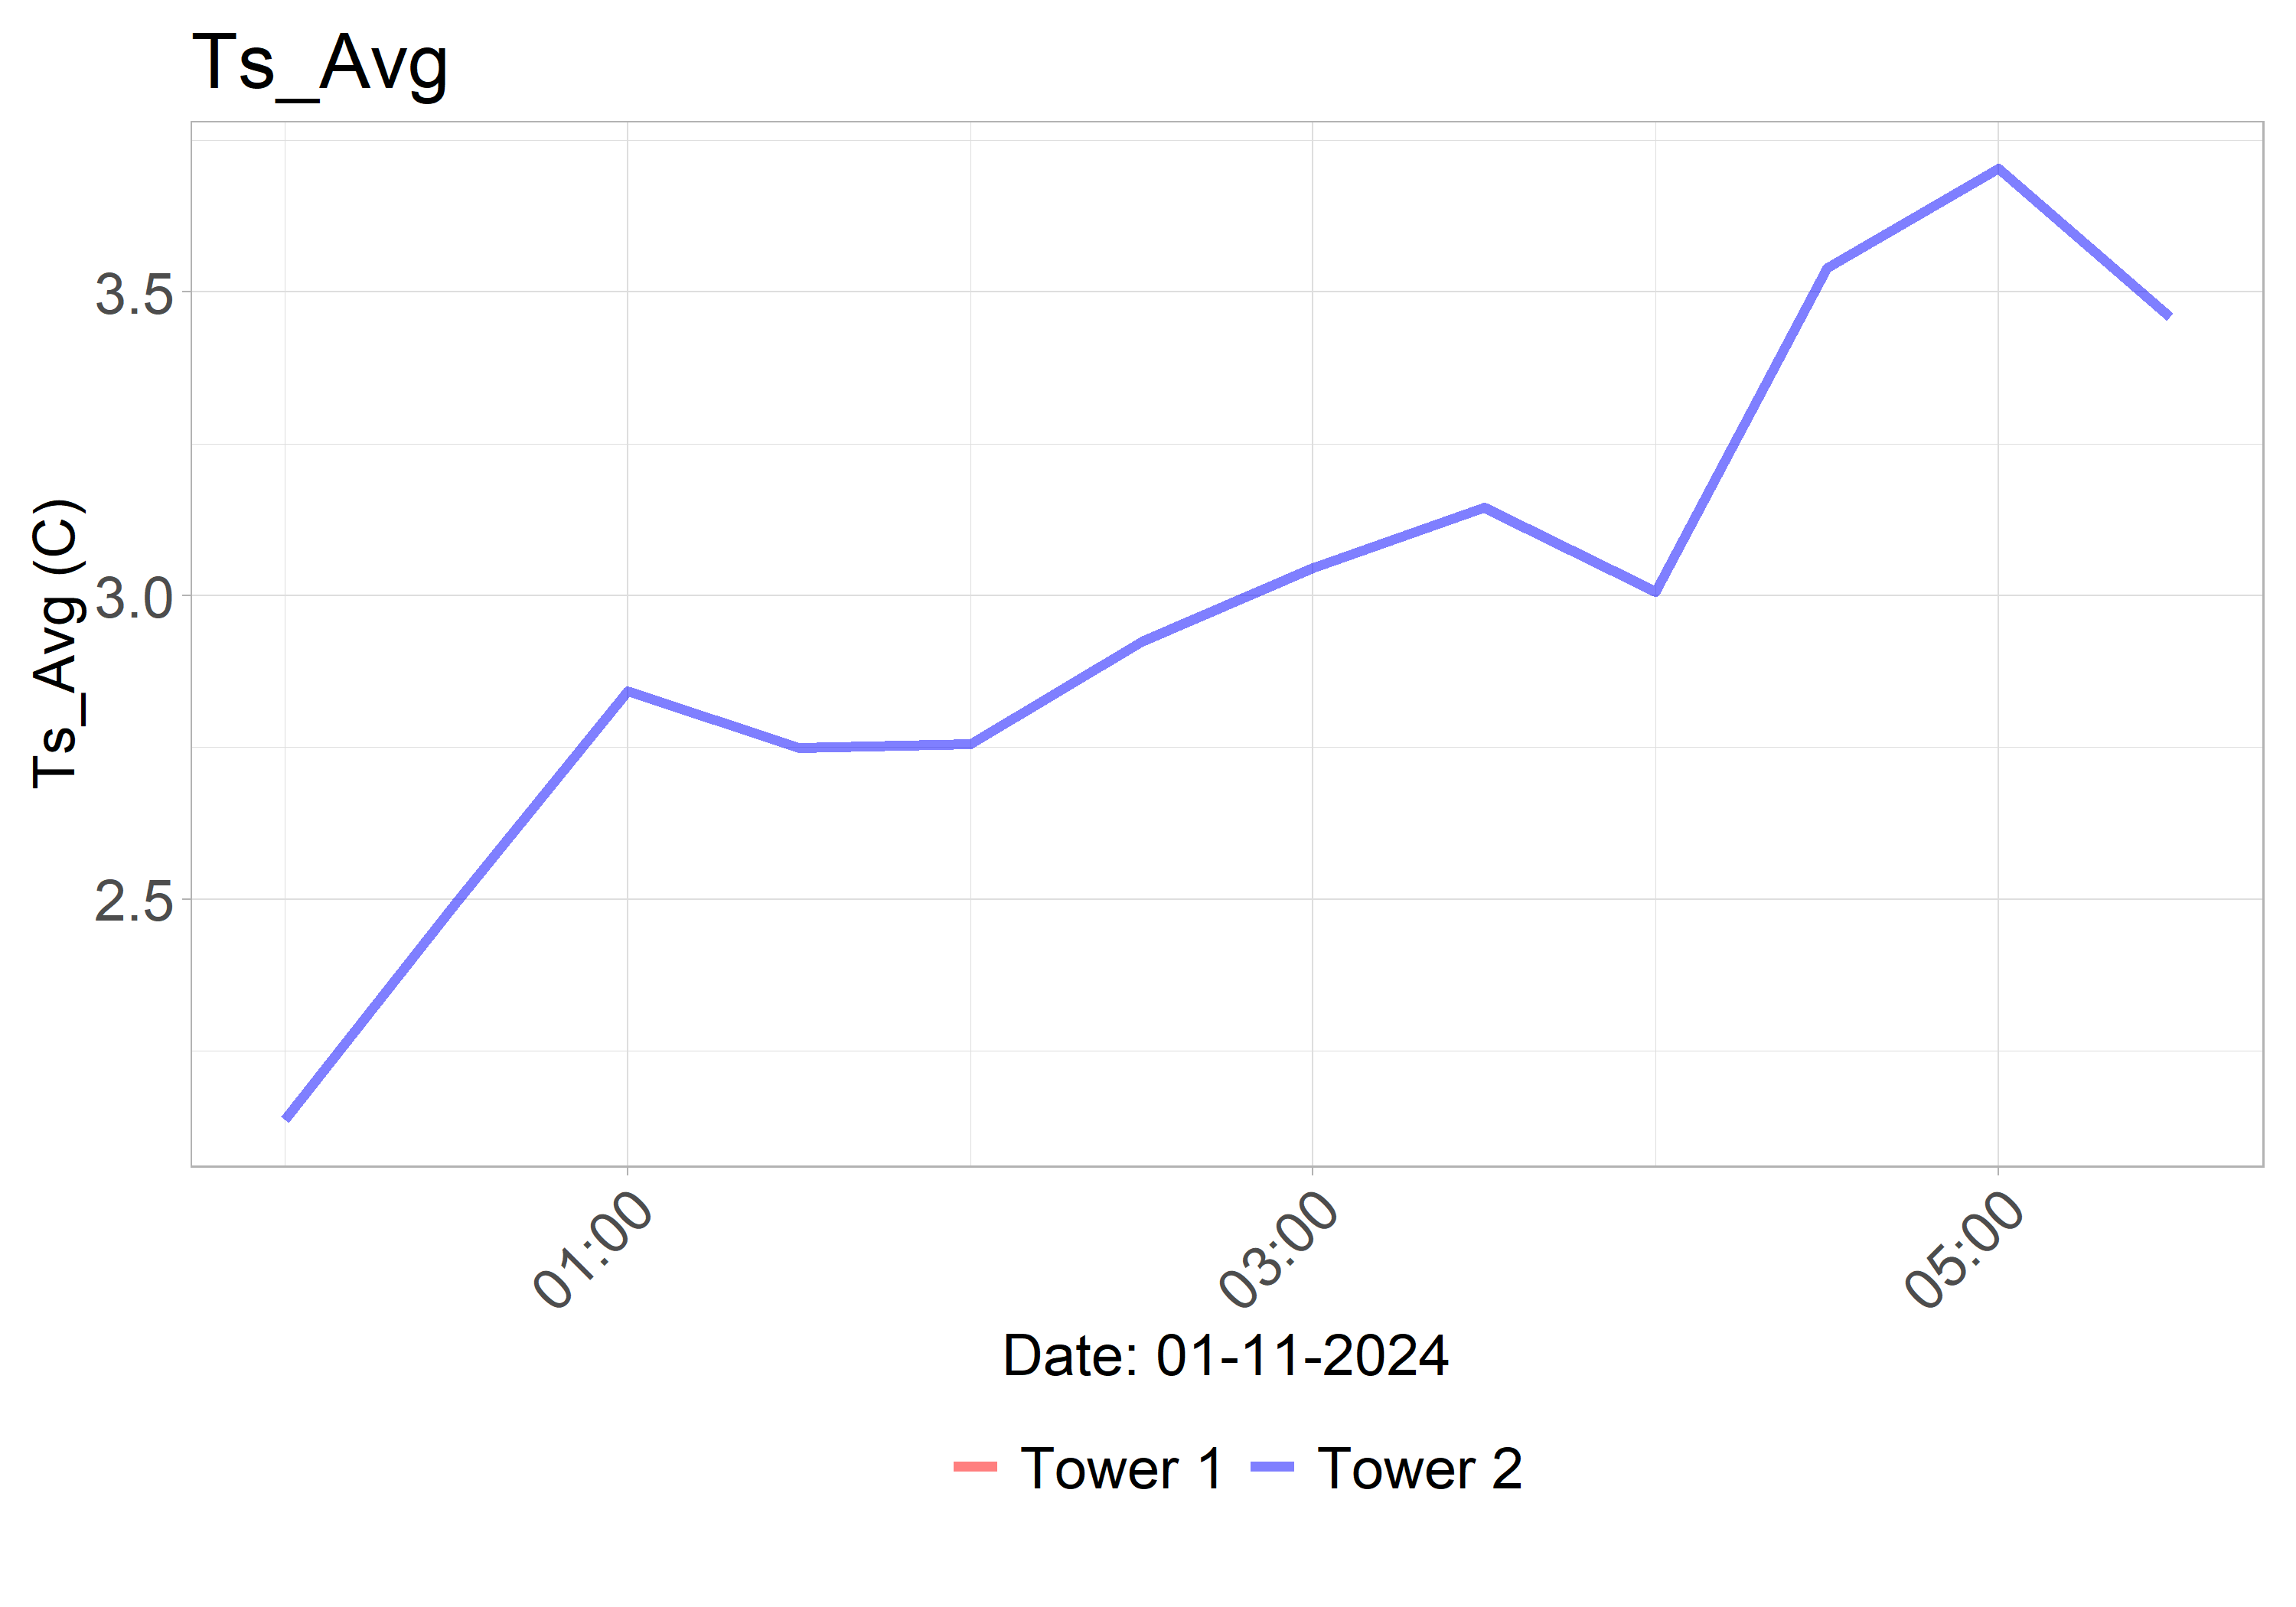 Ts_Avg
Ts_Avg (C)
3.5
3.0
2.5
01:00
03:00
05:00
Date: 01-11-2024
Tower 1
Tower 2